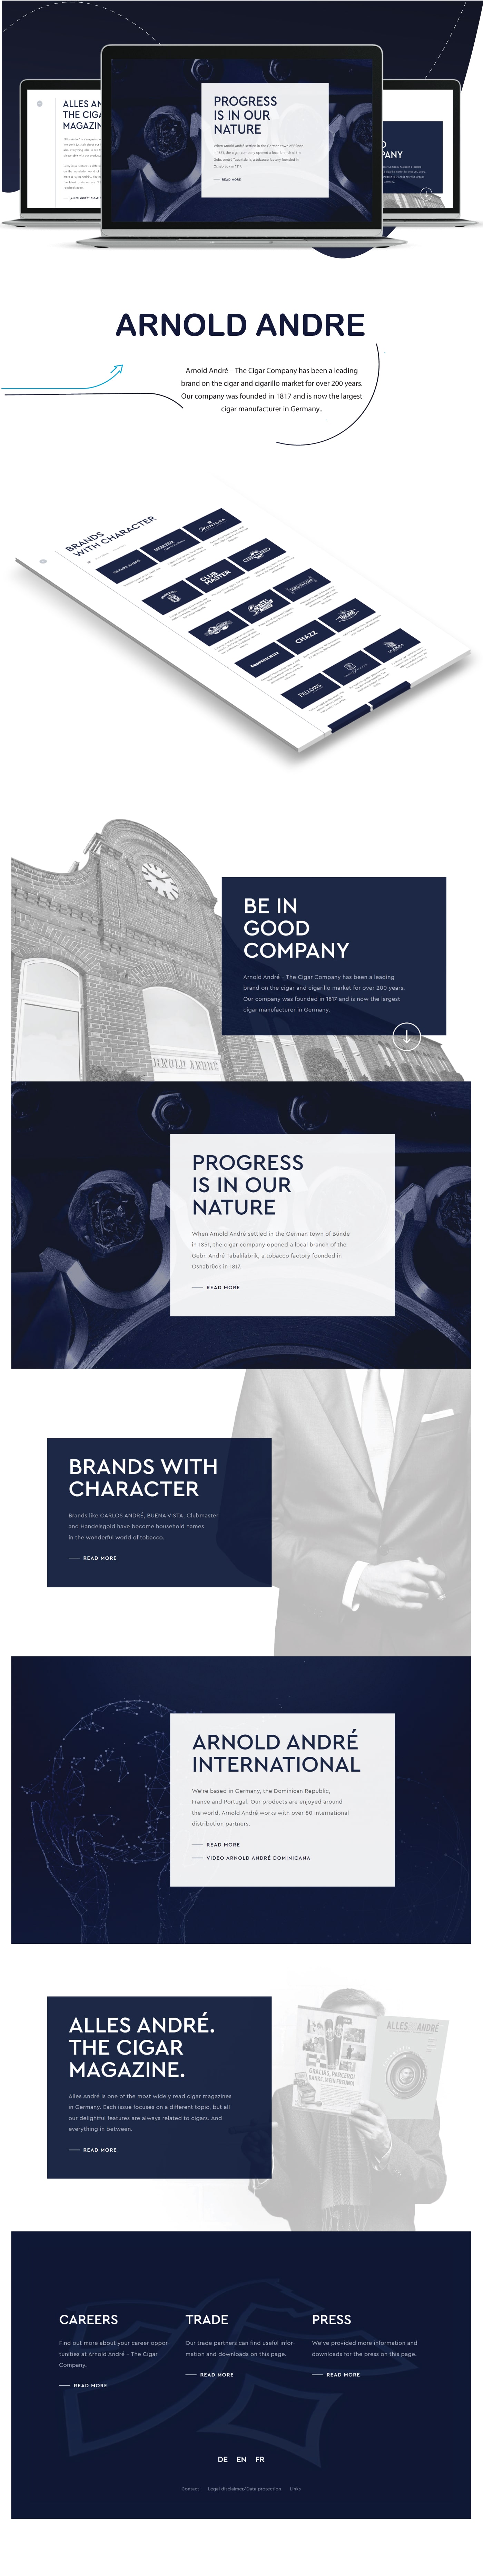 ALLES AN
THE CIGA
MAGAZIN
PROGRESS
IS IN OUR
NATURE
When Arnold André settled in the German town of Bünde
in 1851, the cigar company opened a local branch of the
Gebr. André Tabakfabrik, a tobacco factory founded in
Osnabrück in 1817.
READ MORE
PANY
ARNOLD ANDRE
Arnold André – The Cigar Company has been a leading
brand on the cigar and cigarillo market for over 200 years.
Our company was founded in 1817 and is now the largest
cigar manufacturer in Germany..
BRANDS
WITH CHARACTER
CARLOS ANDRÉ
CLUB
MASTER
CHAZZ
FELLOWS
ARNOLD ANDRÉ
BE IN
GOOD
COMPANY
Arnold André – The Cigar Company has been a leading
brand on the cigar and cigarillo market for over 200 years.
Our company was founded in 1817 and is now the largest
cigar manufacturer in Germany.
PROGRESS
IS IN OUR
NATURE
When Arnold André settled in the German town of Bünde
in 1851, the cigar company opened a local branch of the
Gebr. André Tabakfabrik, a tobacco factory founded in
Osnabrück in 1817.
READ MORE
BRANDS WITH
CHARACTER
Brands like CARLOS ANDRÉ, BUENA VISTA, Clubmaster
and Handelsgold have become household names
in the wonderful world of tobacco.
READ MORE
ARNOLD ANDRÉ
INTERNATIONAL
We're based in Germany, the Dominican Republic,
France and Portugal. Our products are enjoyed around
the world. Arnold André works with over 80 international
distribution partners.
READ MORE
VIDEO ARNOLD ANDRÉ DOMINICANA
ALLES ANDRÉ.
THE CIGAR
MAGAZINE.
Alles André is one of the most widely read cigar magazines
in Germany. Each issue focuses on a different topic, but all
our delightful features are always related to cigars. And
everything in between.
READ MORE
ALLES ANDRÉ
GRACIAS, PARCERO!
DANKE, MEIN FREUND!
CAREERS
Find out more about your career oppor-
tunities at Arnold André – The Cigar
Company.
READ MORE
TRADE
Our trade partners can find useful infor-
mation and downloads on this page.
READ MORE
PRESS
We've provided more information and
downloads for the press on this page.
READ MORE
DE EN FR
Contact Legal disclaimer/Data protection Links